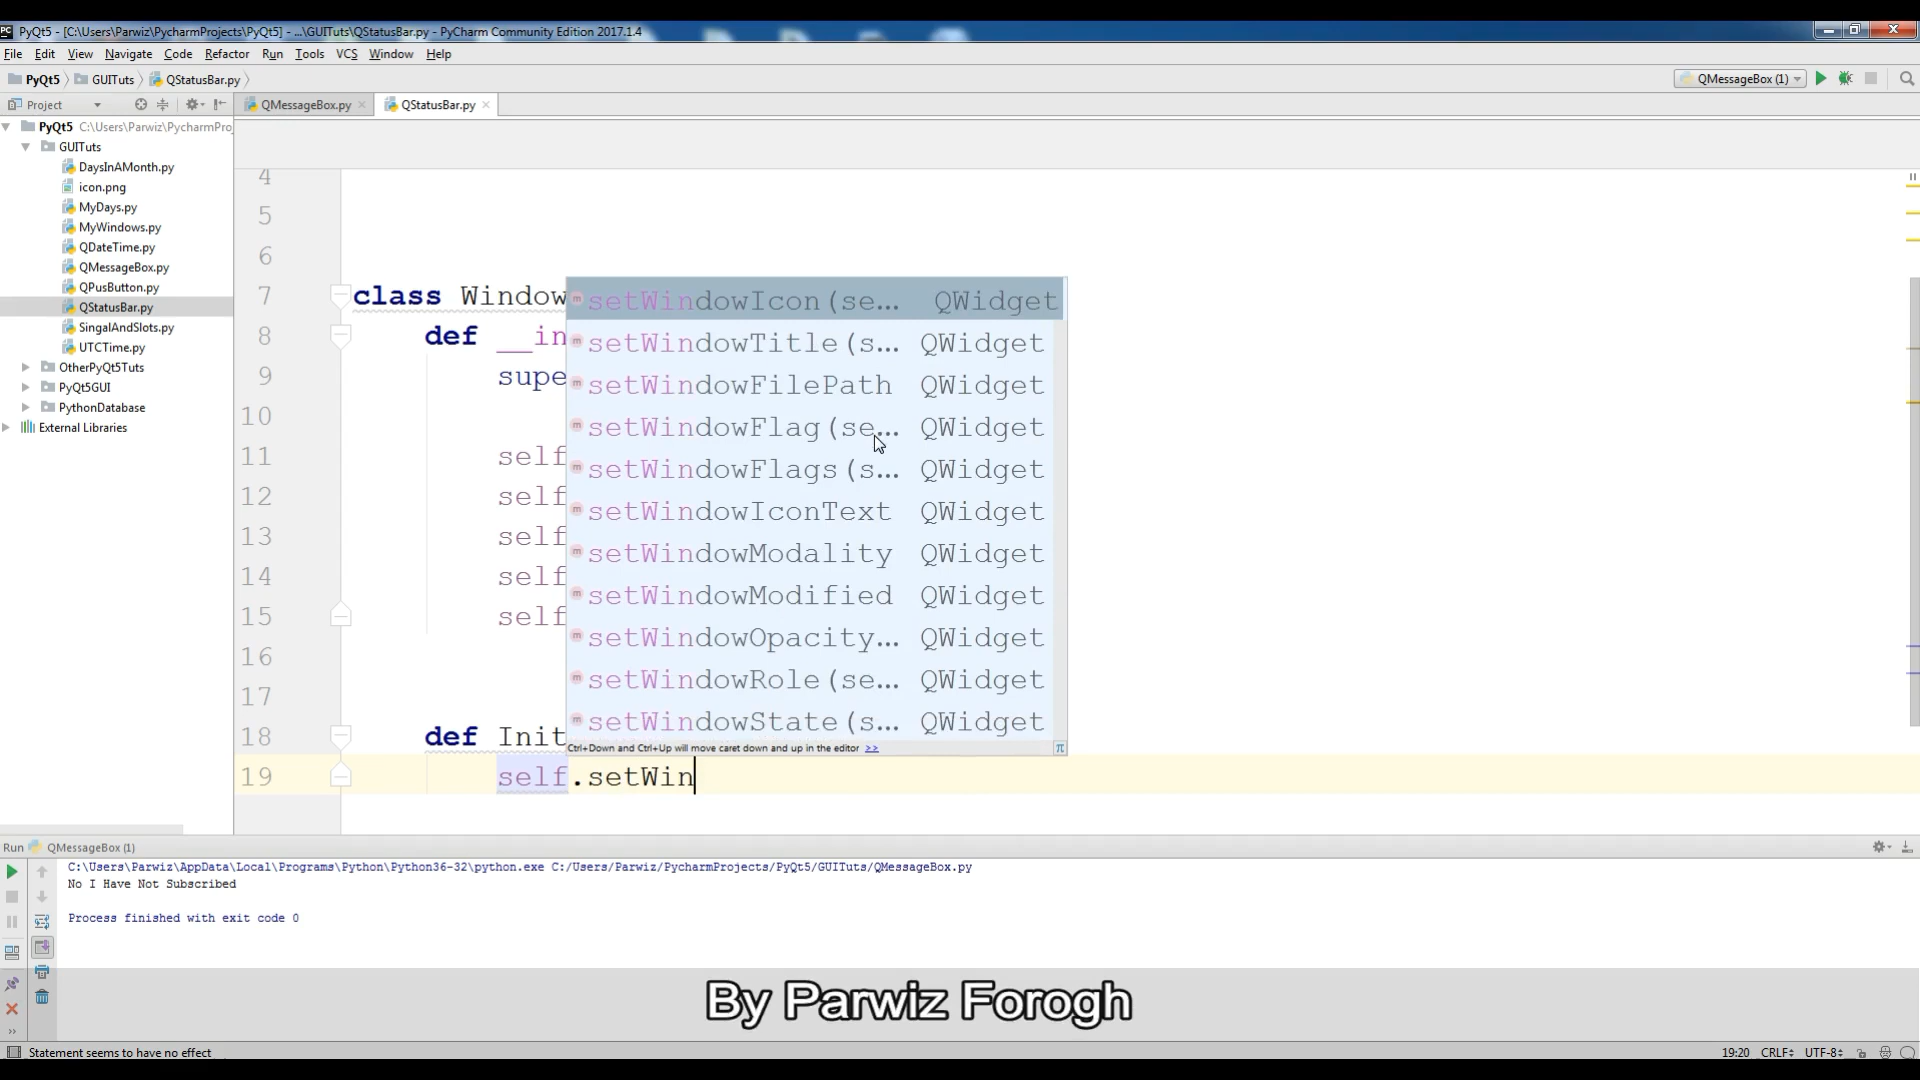 PyQt5 - [C:\Users\Parwiz\PycharmProjects\PyQt5] - ...\GUITuts\QStatusBar.py - PyCharm Community Edition 2017.1.4
File Edit View Navigate Code Refactor Run Tools VCS Window Help
PyQt5 GUITuts QStatusBar.py QMessageBox (1)
Project QMessageBox.py QStatusBar.py
PyQt5 C:\Users\Parwiz\PycharmPro
GUITuts
DaysInAMonth.py
icon.png
MyDays.py
MyWindows.py
QDateTime.py
QMessageBox.py
QPusButton.py
QStatusBar.py
SingalAndSlots.py
UTCTime.py
OtherPyQt5Tuts
PyQt5GUI
PythonDatabase
External Libraries
4
5
6
7 class Window
8 def __in
9 supe
10
11 self
12 self
13 self
14 self
15 self
16
17
18 def Init
19 self.setWin
setWindowIcon(se... QWidget
setWindowTitle(s... QWidget
setWindowFilePath QWidget
setWindowFlag(se... QWidget
setWindowFlags(s... QWidget
setWindowIconText QWidget
setWindowModality QWidget
setWindowModified QWidget
setWindowOpacity... QWidget
setWindowRole(se... QWidget
setWindowState(s... QWidget
Ctrl+Down and Ctrl+Up will move caret down and up in the editor >>
Run QMessageBox (1)
C:\Users\Parwiz\AppData\Local\Programs\Python\Python36-32\python.exe C:/Users/Parwiz/PycharmProjects/PyQt5/GUITuts/QMessageBox.py
No I Have Not Subscribed
Process finished with exit code 0
By Parwiz Forogh
Statement seems to have no effect 19:20 CRLF UTF-8